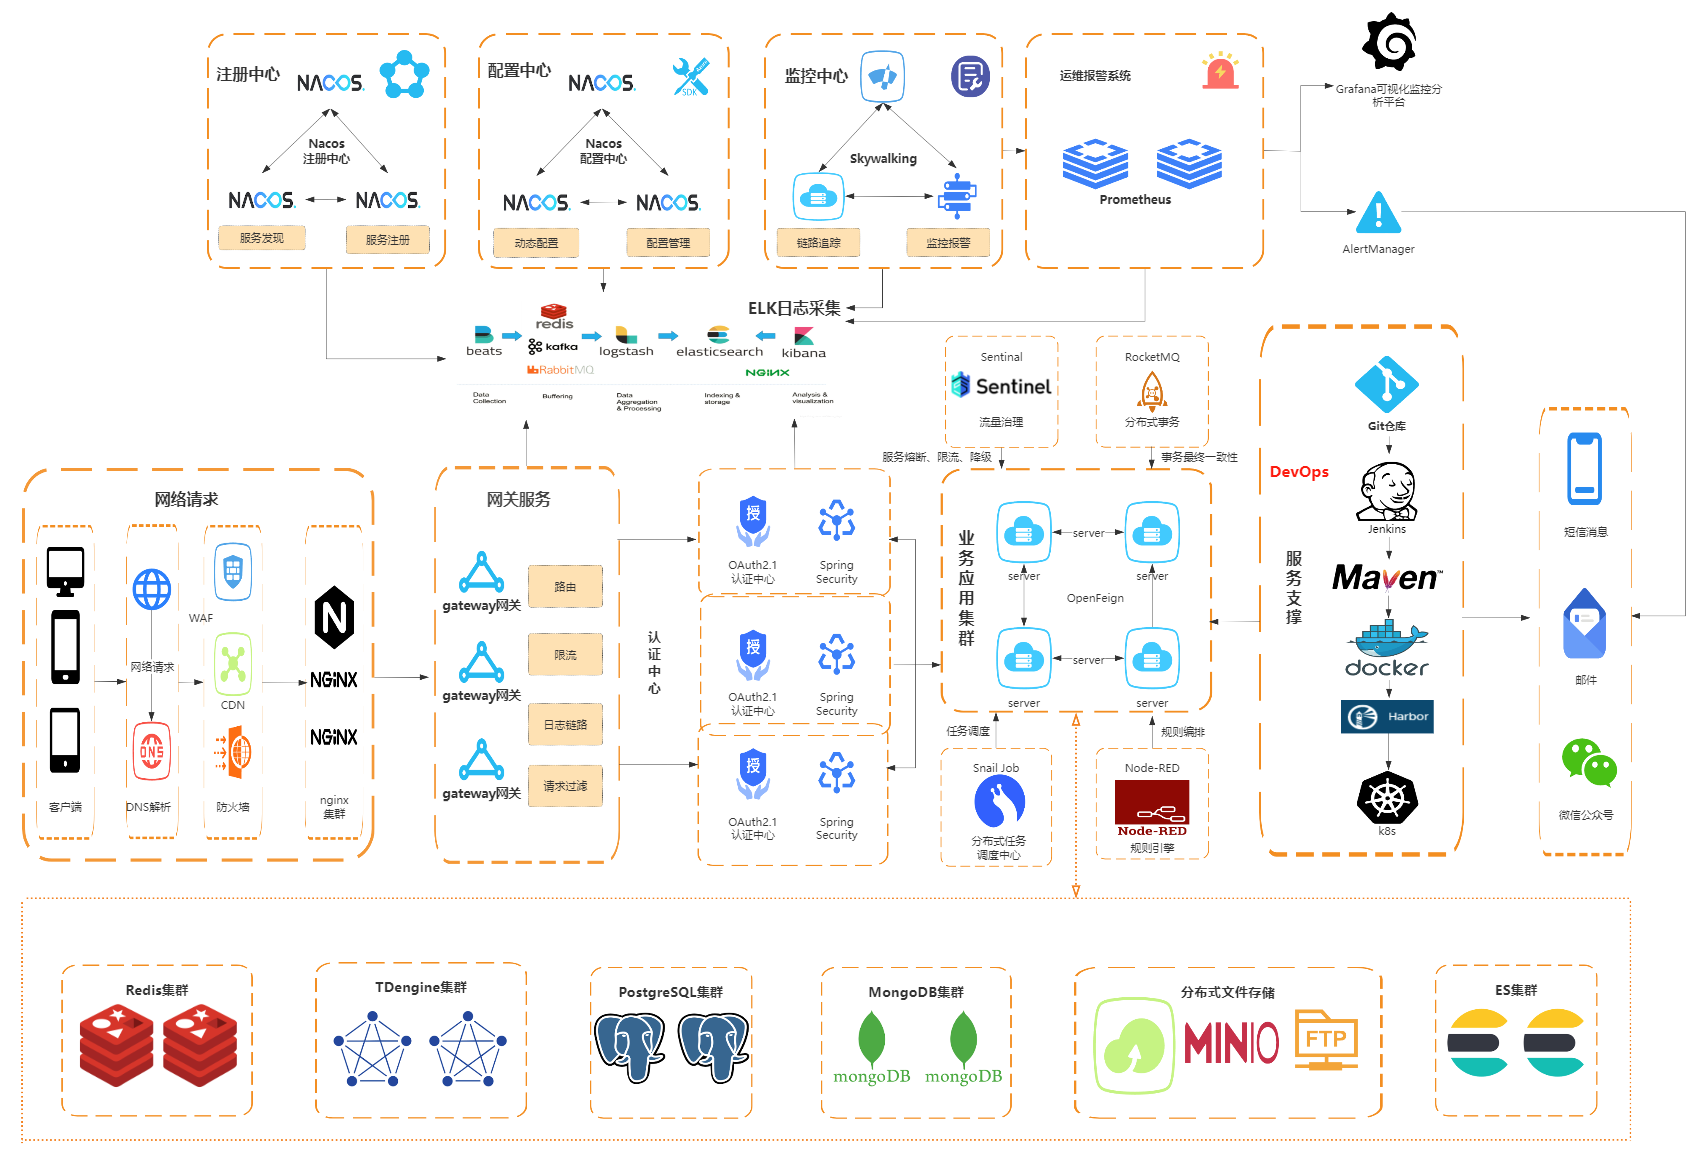 注册中心
NACOS.
Nacos
注册中心
NACOS.
NACOS.
服务发现
服务注册
配置中心
NACOS.
SDK
Nacos
配置中心
NACOS.
NACOS.
动态配置
配置管理
监控中心
Skywalking
链路追踪
监控报警
运维报警系统
Prometheus
Grafana可视化监控分
析平台
AlertManager
ELK日志采集
beats
redis
kafka
RabbitMQ
logstash
elasticsearch
kibana
NGINX
Data
Collection
Buffering
Data
Aggregation
& Processing
Indexing &
storage
Analysis &
visualization
Sentinal
Sentinel
流量治理
服务熔断、限流、降级
RocketMQ
分布式事务
事务最终一致性
网络请求
客户端
网络请求
DNS
DNS解析
WAF
CDN
防火墙
N
NGINX
NGINX
nginx
集群
网关服务
gateway网关
gateway网关
gateway网关
路由
限流
日志链路
请求过滤
认证中心
授
OAuth2.1
认证中心
Spring
Security
授
OAuth2.1
认证中心
Spring
Security
授
OAuth2.1
认证中心
Spring
Security
业务应用集群
server
server
server
OpenFeign
server
server
server
任务调度
规则编排
Snail Job
分布式任务
调度中心
Node-RED
Node-RED
规则引擎
DevOps
服务支撑
Git仓库
Jenkins
Maven™
docker
Harbor
k8s
短信消息
邮件
微信公众号
Redis集群
TDengine集群
PostgreSQL集群
MongoDB集群
mongoDB
mongoDB
分布式文件存储
MINIO
FTP
ES集群